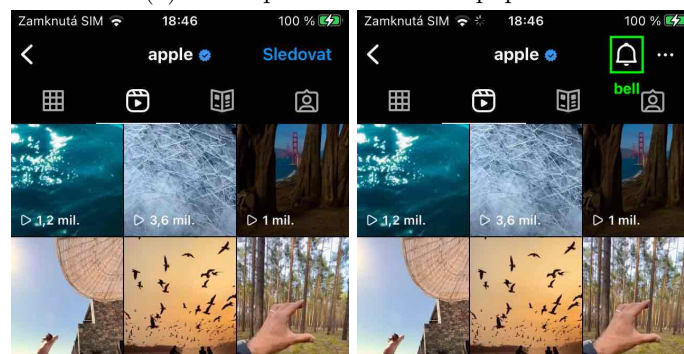 Zamknutá SIM 18:46 100 %
apple Sledovat
1,2 mil. 3,6 mil. 1 mil.
Zamknutá SIM 18:46 100 %
apple
bell
1,2 mil. 3,6 mil. 1 mil.